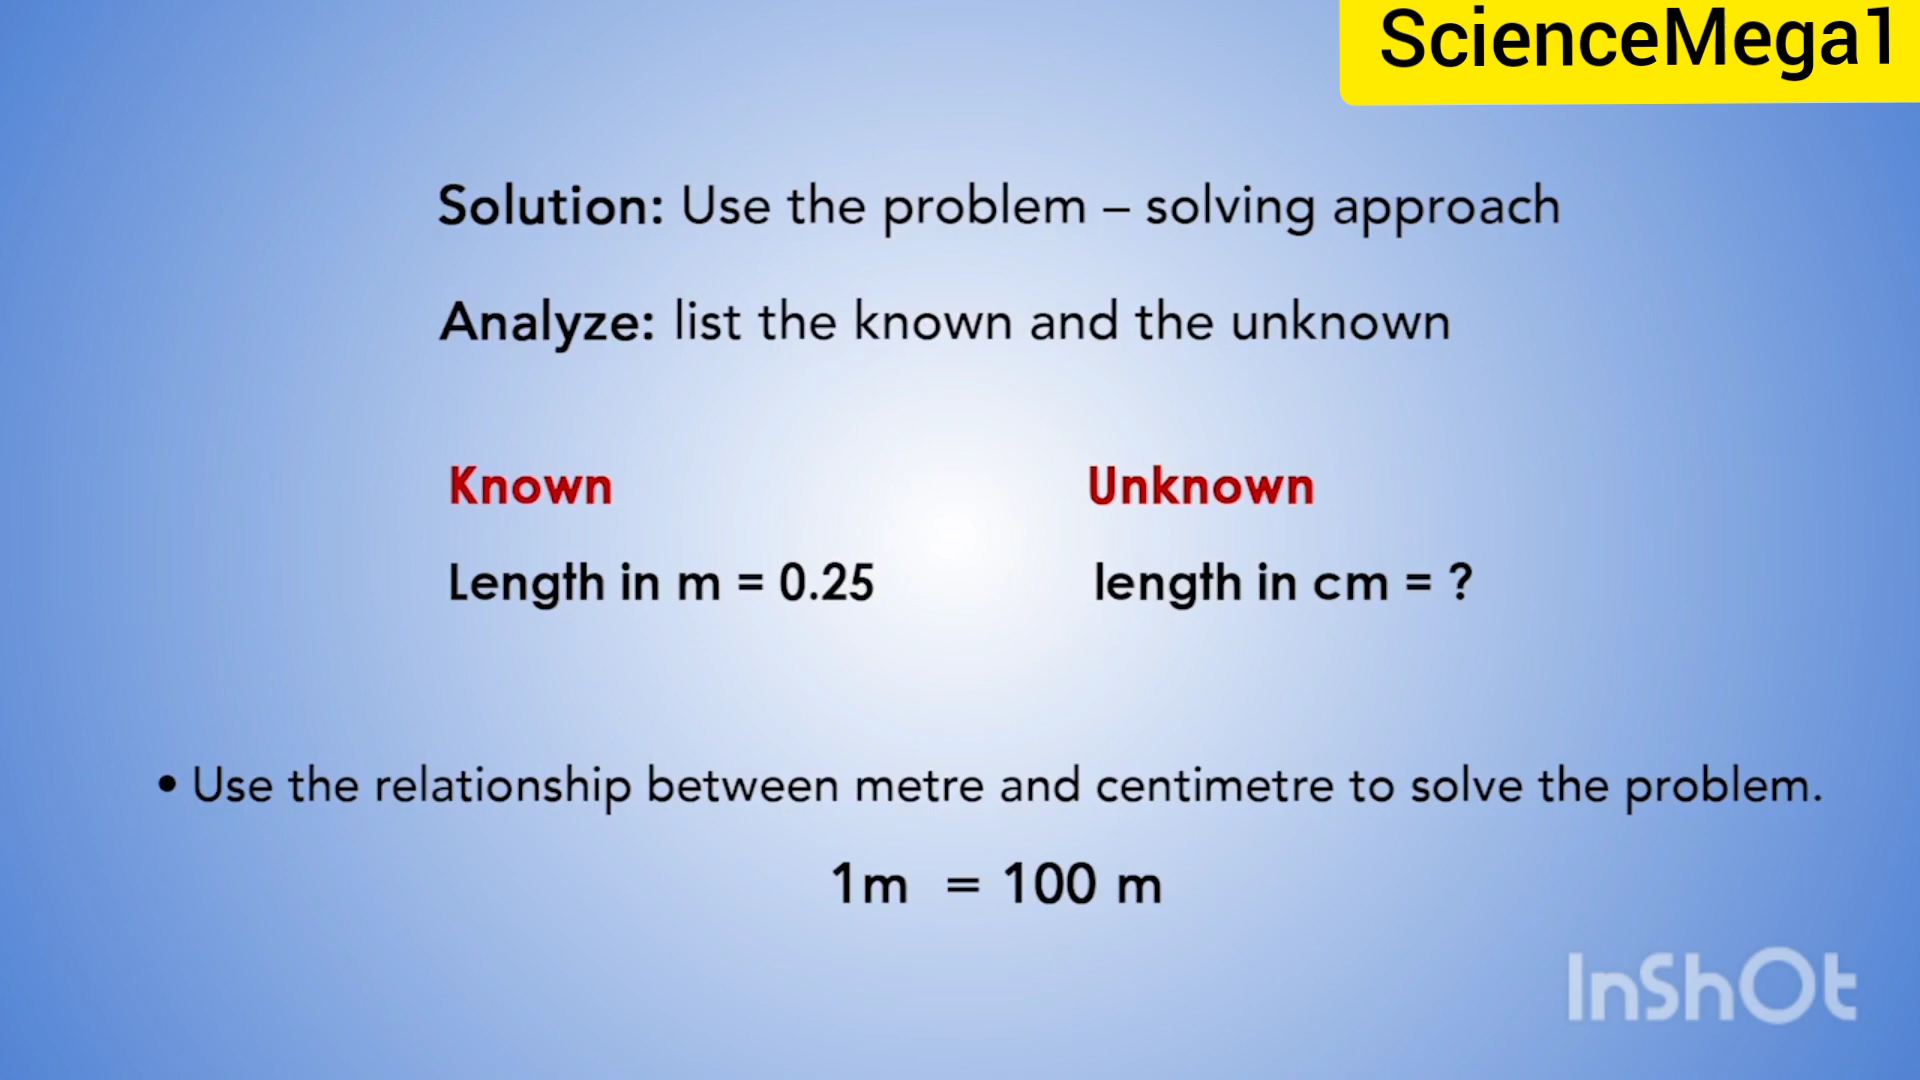 ScienceMega1
Solution: Use the problem – solving approach
Analyze: list the known and the unknown
Known Unknown
Length in m = 0.25 length in cm = ?
• Use the relationship between metre and centimetre to solve the problem.
1m = 100 m
InShOt